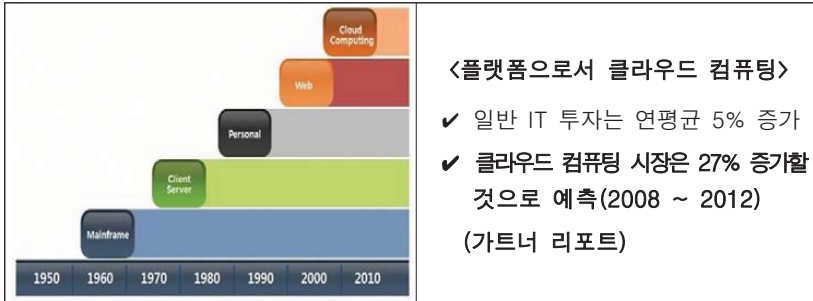 Cloud
Computing
Web
Personal
Client
Server
Mainframe
1950 1960 1970 1980 1990 2000 2010
<플랫폼으로서 클라우드 컴퓨팅>
✔ 일반 IT 투자는 연평균 5% 증가
✔ 클라우드 컴퓨팅 시장은 27% 증가할
것으로 예측(2008 ~ 2012)
(가트너 리포트)